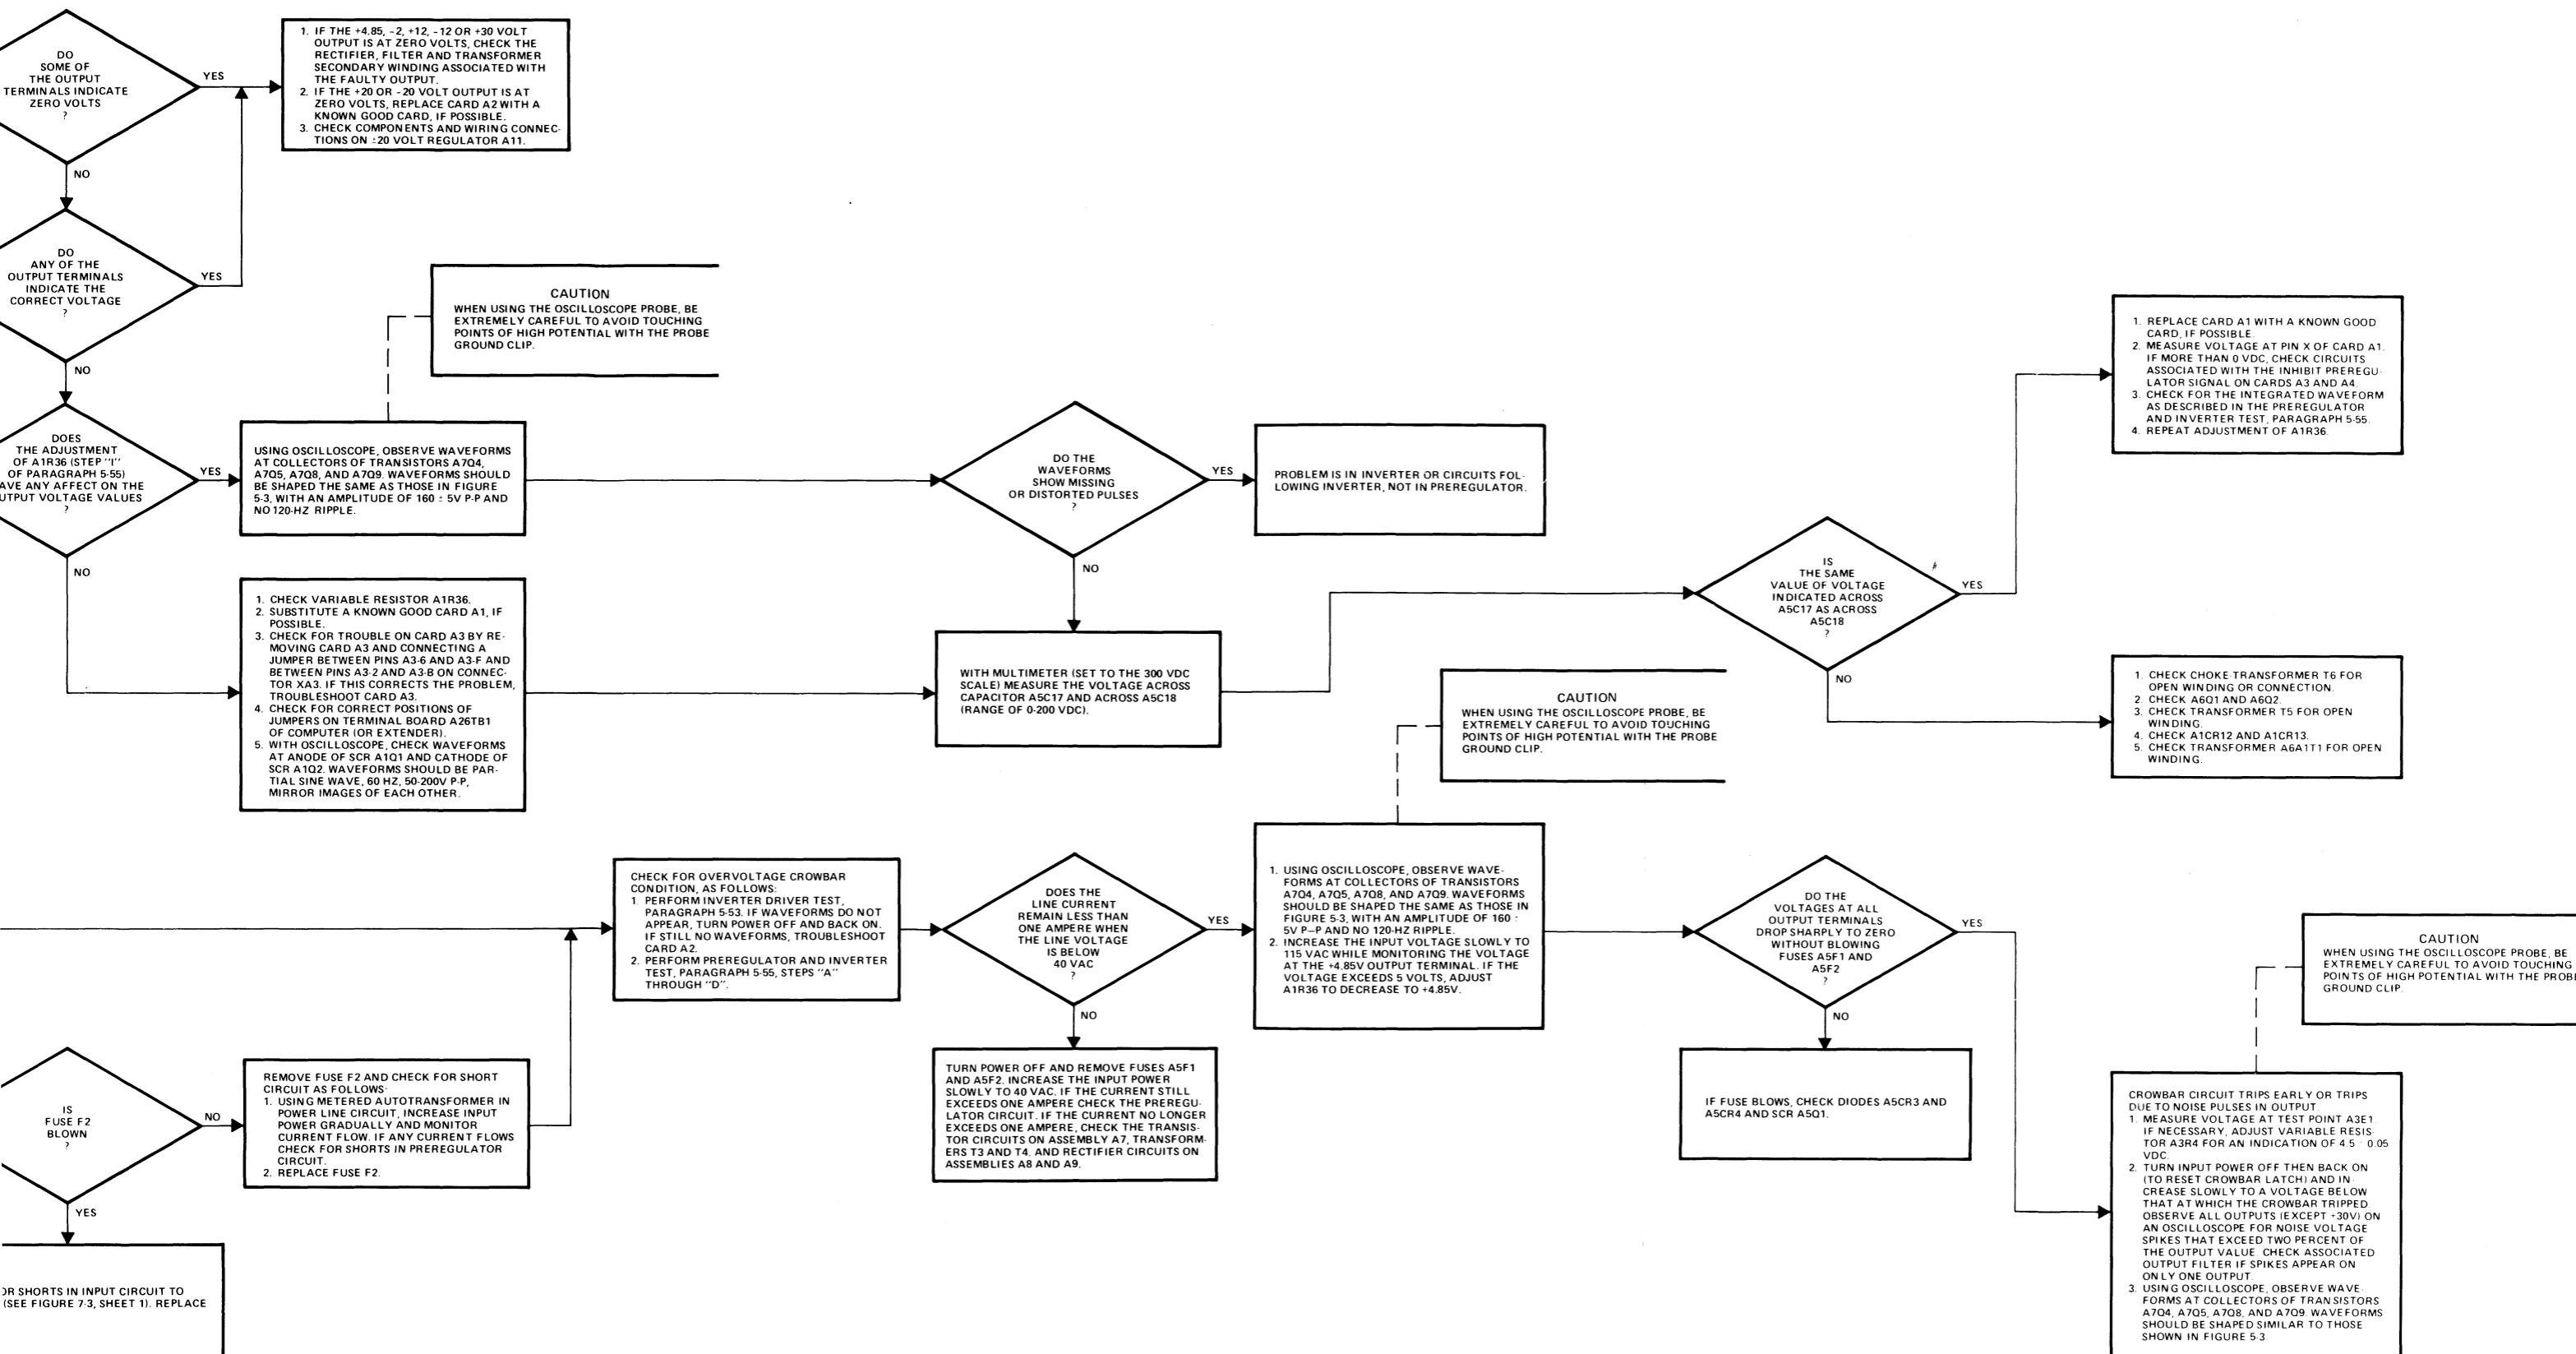 DO
SOME OF
THE OUTPUT
TERMINALS INDICATE
ZERO VOLTS
?
YES
NO
1. IF THE +4.85, -2, +12, -12 OR +30 VOLT
OUTPUT IS AT ZERO VOLTS, CHECK THE
RECTIFIER, FILTER AND TRANSFORMER
SECONDARY WINDING ASSOCIATED WITH
THE FAULTY OUTPUT.
2. IF THE +20 OR -20 VOLT OUTPUT IS AT
ZERO VOLTS, REPLACE CARD A2 WITH A
KNOWN GOOD CARD, IF POSSIBLE.
3. CHECK COMPONENTS AND WIRING CONNEC-
TIONS ON ±20 VOLT REGULATOR A11.
DO
ANY OF THE
OUTPUT TERMINALS
INDICATE THE
CORRECT VOLTAGE
?
YES
NO
CAUTION
WHEN USING THE OSCILLOSCOPE PROBE, BE
EXTREMELY CAREFUL TO AVOID TOUCHING
POINTS OF HIGH POTENTIAL WITH THE PROBE
GROUND CLIP.
DOES
THE ADJUSTMENT
OF A1R36 (STEP "I"
OF PARAGRAPH 5-55)
AVE ANY AFFECT ON THE
UTPUT VOLTAGE VALUES
?
YES
NO
USING OSCILLOSCOPE, OBSERVE WAVEFORMS
AT COLLECTORS OF TRANSISTORS A7Q4,
A7Q5, A7Q8, AND A7Q9. WAVEFORMS SHOULD
BE SHAPED THE SAME AS THOSE IN FIGURE
5-3, WITH AN AMPLITUDE OF 160 ± 5V P-P AND
NO 120-HZ RIPPLE.
DO THE
WAVEFORMS
SHOW MISSING
OR DISTORTED PULSES
?
YES
NO
PROBLEM IS IN INVERTER OR CIRCUITS FOL-
LOWING INVERTER, NOT IN PREREGULATOR.
1. CHECK VARIABLE RESISTOR A1R36.
2. SUBSTITUTE A KNOWN GOOD CARD A1, IF
POSSIBLE.
3. CHECK FOR TROUBLE ON CARD A3 BY RE-
MOVING CARD A3 AND CONNECTING A
JUMPER BETWEEN PINS A3-6 AND A3-F AND
BETWEEN PINS A3-2 AND A3-B ON CONNEC-
TOR XA3. IF THIS CORRECTS THE PROBLEM,
TROUBLESHOOT CARD A3.
4. CHECK FOR CORRECT POSITIONS OF
JUMPERS ON TERMINAL BOARD A26TB1
OF COMPUTER (OR EXTENDER).
5. WITH OSCILLOSCOPE, CHECK WAVEFORMS
AT ANODE OF SCR A1Q1 AND CATHODE OF
SCR A1Q2. WAVEFORMS SHOULD BE PAR-
TIAL SINE WAVE, 60 HZ, 50-200V P-P,
MIRROR IMAGES OF EACH OTHER.
WITH MULTIMETER (SET TO THE 300 VDC
SCALE) MEASURE THE VOLTAGE ACROSS
CAPACITOR A5C17 AND ACROSS A5C18
(RANGE OF 0-200 VDC).
IS
THE SAME
VALUE OF VOLTAGE
INDICATED ACROSS
A5C17 AS ACROSS
A5C18
?
YES
NO
1. REPLACE CARD A1 WITH A KNOWN GOOD
CARD, IF POSSIBLE.
2. MEASURE VOLTAGE AT PIN X OF CARD A1.
IF MORE THAN 0 VDC, CHECK CIRCUITS
ASSOCIATED WITH THE INHIBIT PREREGU-
LATOR SIGNAL ON CARDS A3 AND A4.
3. CHECK FOR THE INTEGRATED WAVEFORM
AS DESCRIBED IN THE PREREGULATOR
AND INVERTER TEST, PARAGRAPH 5-55.
4. REPEAT ADJUSTMENT OF A1R36.
1. CHECK CHOKE-TRANSFORMER T6 FOR
OPEN WINDING OR CONNECTION.
2. CHECK A6Q1 AND A6Q2.
3. CHECK TRANSFORMER T5 FOR OPEN
WINDING.
4. CHECK A1CR12 AND A1CR13.
5. CHECK TRANSFORMER A6A1T1 FOR OPEN
WINDING.
CAUTION
WHEN USING THE OSCILLOSCOPE PROBE, BE
EXTREMELY CAREFUL TO AVOID TOUCHING
POINTS OF HIGH POTENTIAL WITH THE PROBE
GROUND CLIP.
CHECK FOR OVERVOLTAGE CROWBAR
CONDITION, AS FOLLOWS:
1. PERFORM INVERTER DRIVER TEST,
PARAGRAPH 5-53. IF WAVEFORMS DO NOT
APPEAR, TURN POWER OFF AND BACK ON.
IF STILL NO WAVEFORMS, TROUBLESHOOT
CARD A2.
2. PERFORM PREREGULATOR AND INVERTER
TEST, PARAGRAPH 5-55, STEPS "A"
THROUGH "D".
DOES THE
LINE CURRENT
REMAIN LESS THAN
ONE AMPERE WHEN
THE LINE VOLTAGE
IS BELOW
40 VAC
?
YES
NO
1. USING OSCILLOSCOPE, OBSERVE WAVE-
FORMS AT COLLECTORS OF TRANSISTORS
A7Q4, A7Q5, A7Q8, AND A7Q9. WAVEFORMS
SHOULD BE SHAPED THE SAME AS THOSE IN
FIGURE 5-3, WITH AN AMPLITUDE OF 160 ±
5V P—P AND NO 120-HZ RIPPLE.
2. INCREASE THE INPUT VOLTAGE SLOWLY TO
115 VAC WHILE MONITORING THE VOLTAGE
AT THE +4.85V OUTPUT TERMINAL. IF THE
VOLTAGE EXCEEDS 5 VOLTS, ADJUST
A1R36 TO DECREASE TO +4.85V.
DO THE
VOLTAGES AT ALL
OUTPUT TERMINALS
DROP SHARPLY TO ZERO
WITHOUT BLOWING
FUSES A5F1 AND
A5F2
?
YES
NO
CAUTION
WHEN USING THE OSCILLOSCOPE PROBE, BE
EXTREMELY CAREFUL TO AVOID TOUCHING
POINTS OF HIGH POTENTIAL WITH THE PROBE
GROUND CLIP.
IS
FUSE F2
BLOWN
?
NO
YES
REMOVE FUSE F2 AND CHECK FOR SHORT
CIRCUIT AS FOLLOWS:
1. USING METERED AUTOTRANSFORMER IN
POWER LINE CIRCUIT, INCREASE INPUT
POWER GRADUALLY AND MONITOR
CURRENT FLOW. IF ANY CURRENT FLOWS
CHECK FOR SHORTS IN PREREGULATOR
CIRCUIT.
2. REPLACE FUSE F2.
TURN POWER OFF AND REMOVE FUSES A5F1
AND A5F2. INCREASE THE INPUT POWER
SLOWLY TO 40 VAC. IF THE CURRENT STILL
EXCEEDS ONE AMPERE CHECK THE PREREGU-
LATOR CIRCUIT. IF THE CURRENT NO LONGER
EXCEEDS ONE AMPERE, CHECK THE TRANSIS-
TOR CIRCUITS ON ASSEMBLY A7, TRANSFORM-
ERS T3 AND T4. AND RECTIFIER CIRCUITS ON
ASSEMBLIES A8 AND A9.
IF FUSE BLOWS, CHECK DIODES A5CR3 AND
A5CR4 AND SCR A5Q1.
CROWBAR CIRCUIT TRIPS EARLY OR TRIPS
DUE TO NOISE PULSES IN OUTPUT.
1. MEASURE VOLTAGE AT TEST POINT A3E1.
IF NECESSARY, ADJUST VARIABLE RESIS-
TOR A3R4 FOR AN INDICATION OF 4.5 ± 0.05
VDC.
2. TURN INPUT POWER OFF THEN BACK ON
(TO RESET CROWBAR LATCH) AND IN-
CREASE SLOWLY TO A VOLTAGE BELOW
THAT AT WHICH THE CROWBAR TRIPPED.
OBSERVE ALL OUTPUTS (EXCEPT +30V) ON
AN OSCILLOSCOPE FOR NOISE VOLTAGE
SPIKES THAT EXCEED TWO PERCENT OF
THE OUTPUT VALUE. CHECK ASSOCIATED
OUTPUT FILTER IF SPIKES APPEAR ON
ONLY ONE OUTPUT.
3. USING OSCILLOSCOPE, OBSERVE WAVE-
FORMS AT COLLECTORS OF TRANSISTORS
A7Q4, A7Q5, A7Q8, AND A7Q9. WAVEFORMS
SHOULD BE SHAPED SIMILAR TO THOSE
SHOWN IN FIGURE 5-3.
OR SHORTS IN INPUT CIRCUIT TO
(SEE FIGURE 7-3, SHEET 1). REPLACE